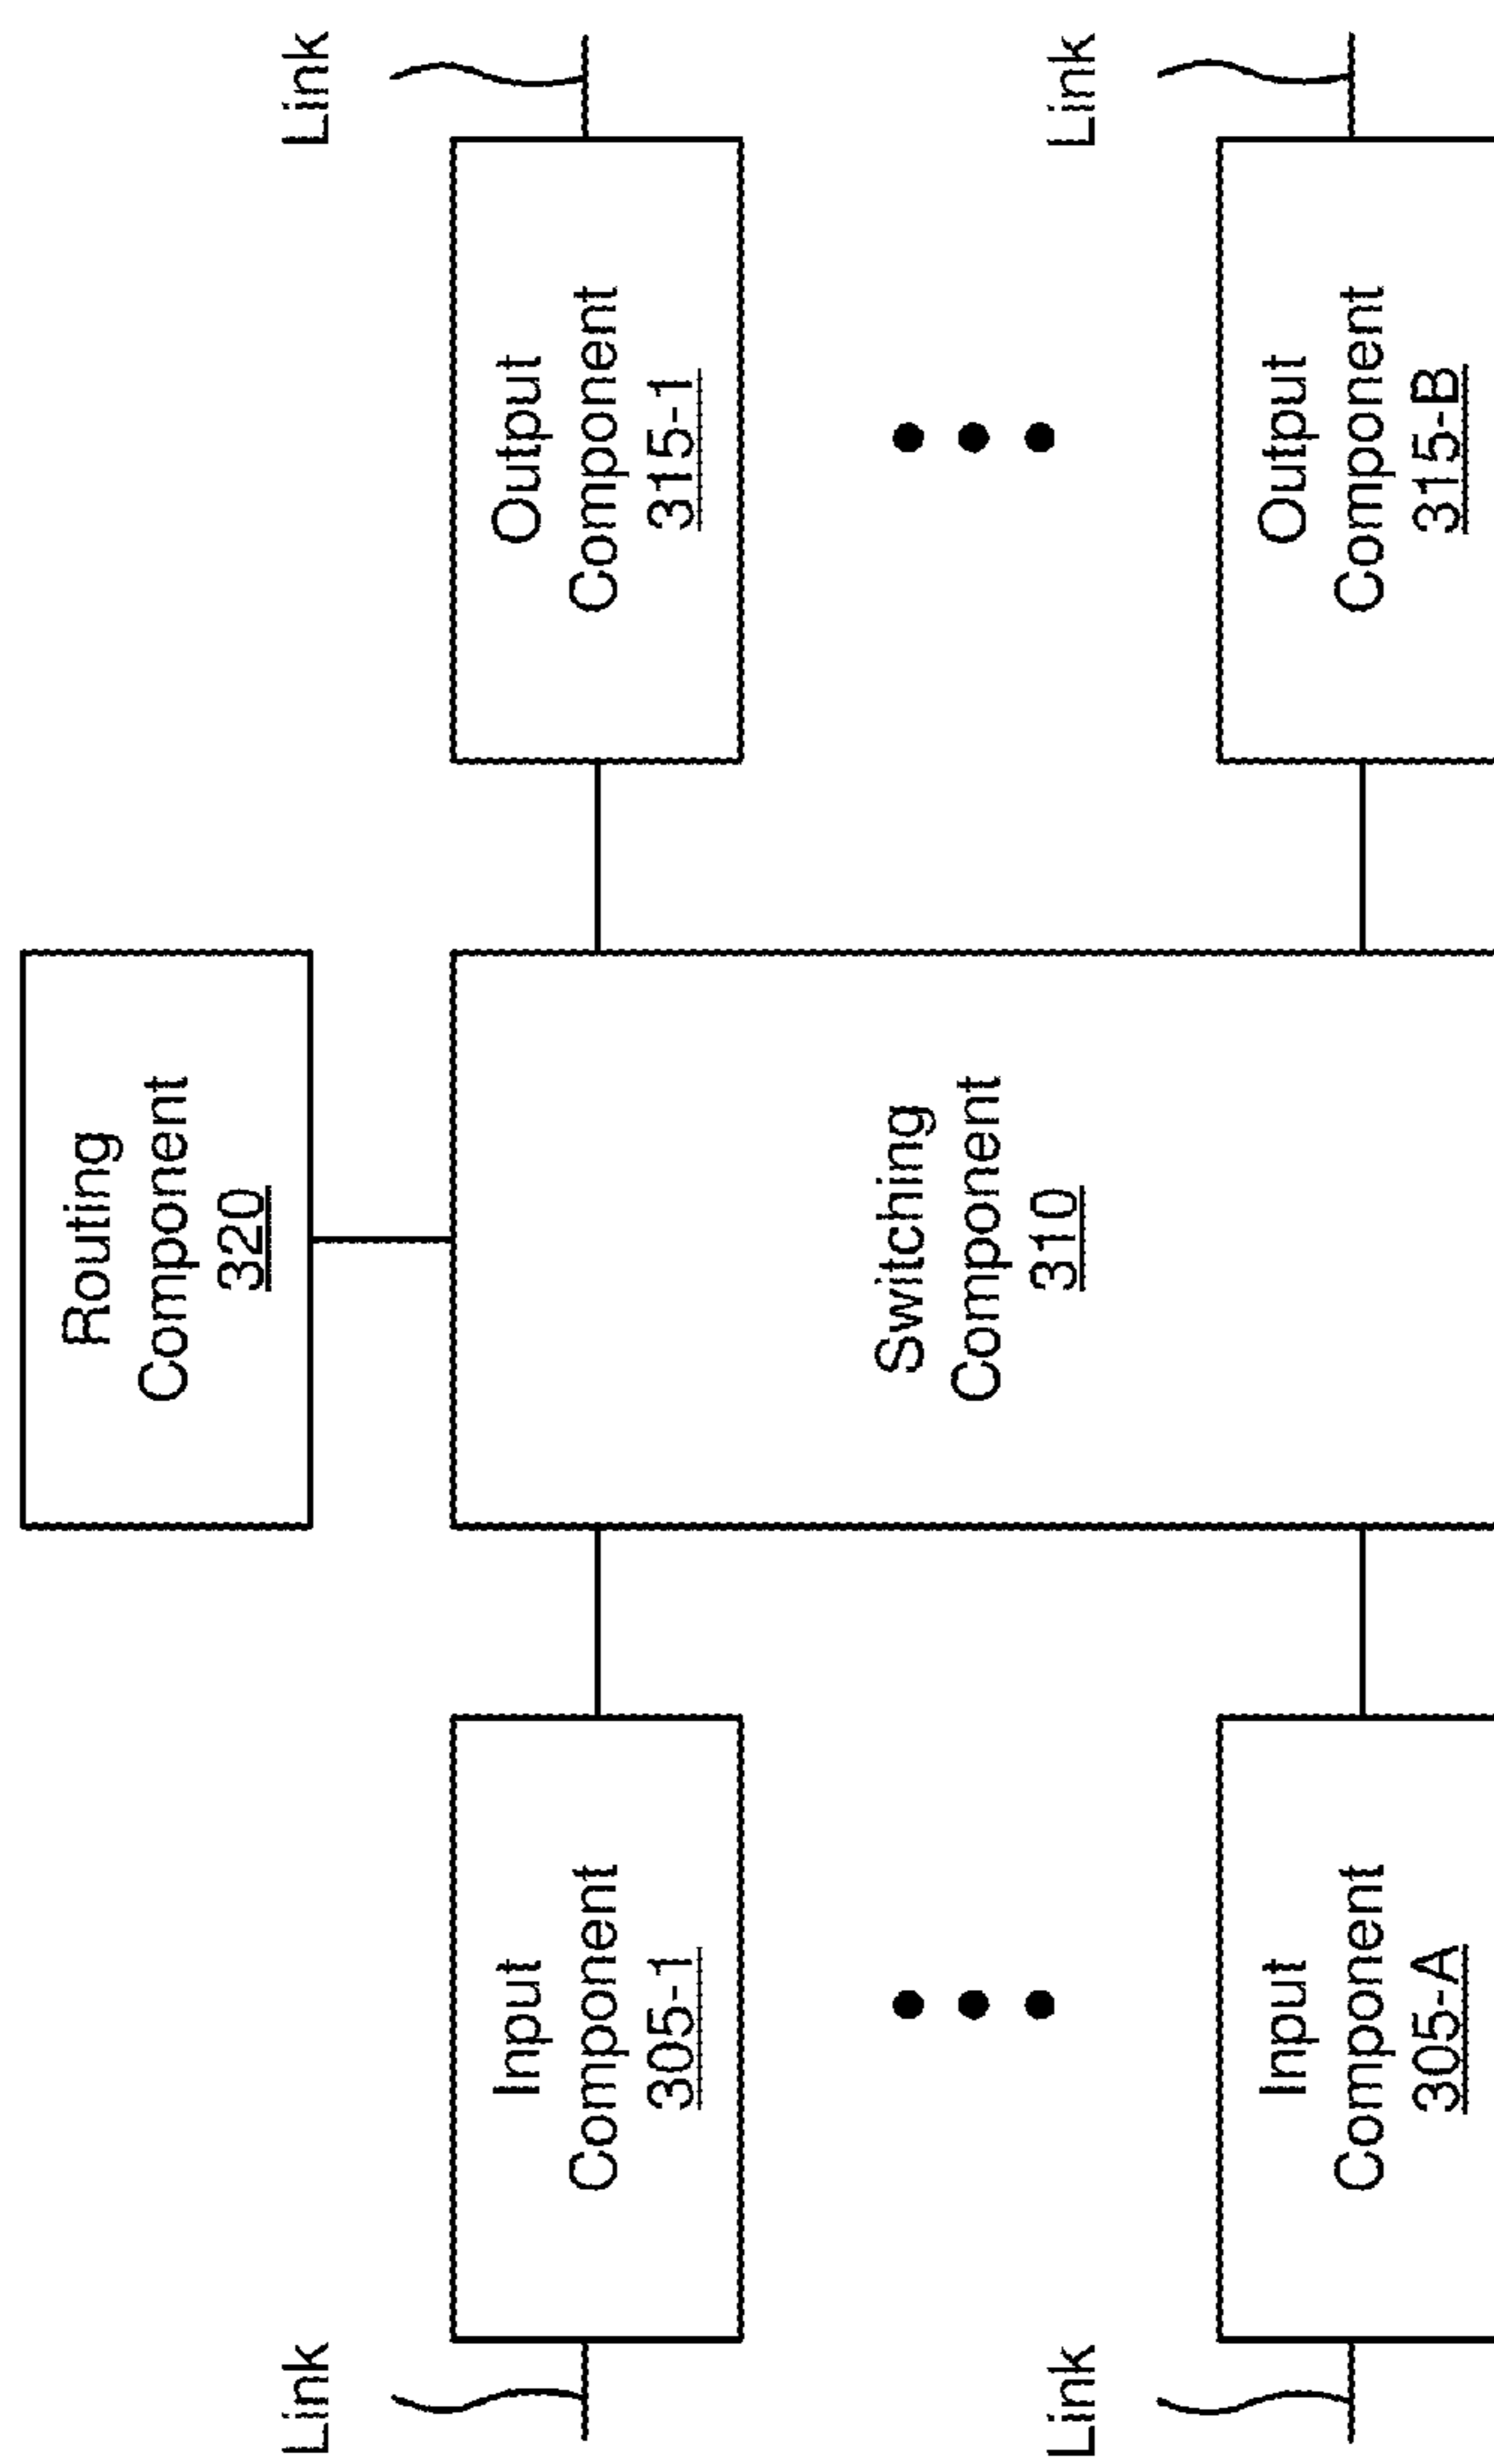 Routing
Component
320
Link
Input
Component
305-1
Output
Component
315-1
Link
Switching
Component
310
Link
Input
Component
305-A
Output
Component
315-B
Link